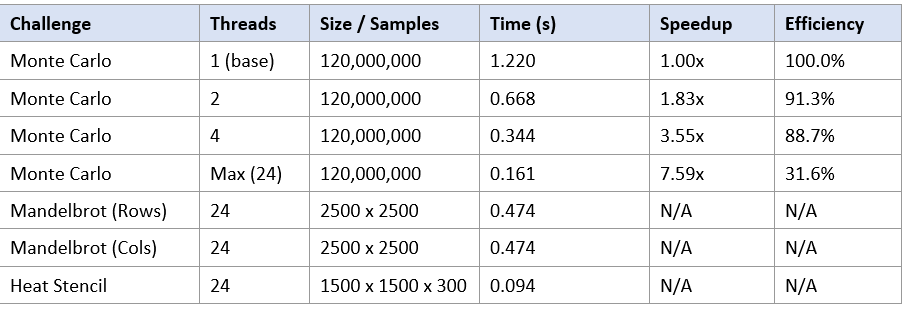 Challenge Threads Size / Samples Time (s) Speedup Efficiency
Monte Carlo 1 (base) 120,000,000 1.220 1.00x 100.0%
Monte Carlo 2 120,000,000 0.668 1.83x 91.3%
Monte Carlo 4 120,000,000 0.344 3.55x 88.7%
Monte Carlo Max (24) 120,000,000 0.161 7.59x 31.6%
Mandelbrot (Rows) 24 2500 x 2500 0.474 N/A N/A
Mandelbrot (Cols) 24 2500 x 2500 0.474 N/A N/A
Heat Stencil 24 1500 x 1500 x 300 0.094 N/A N/A